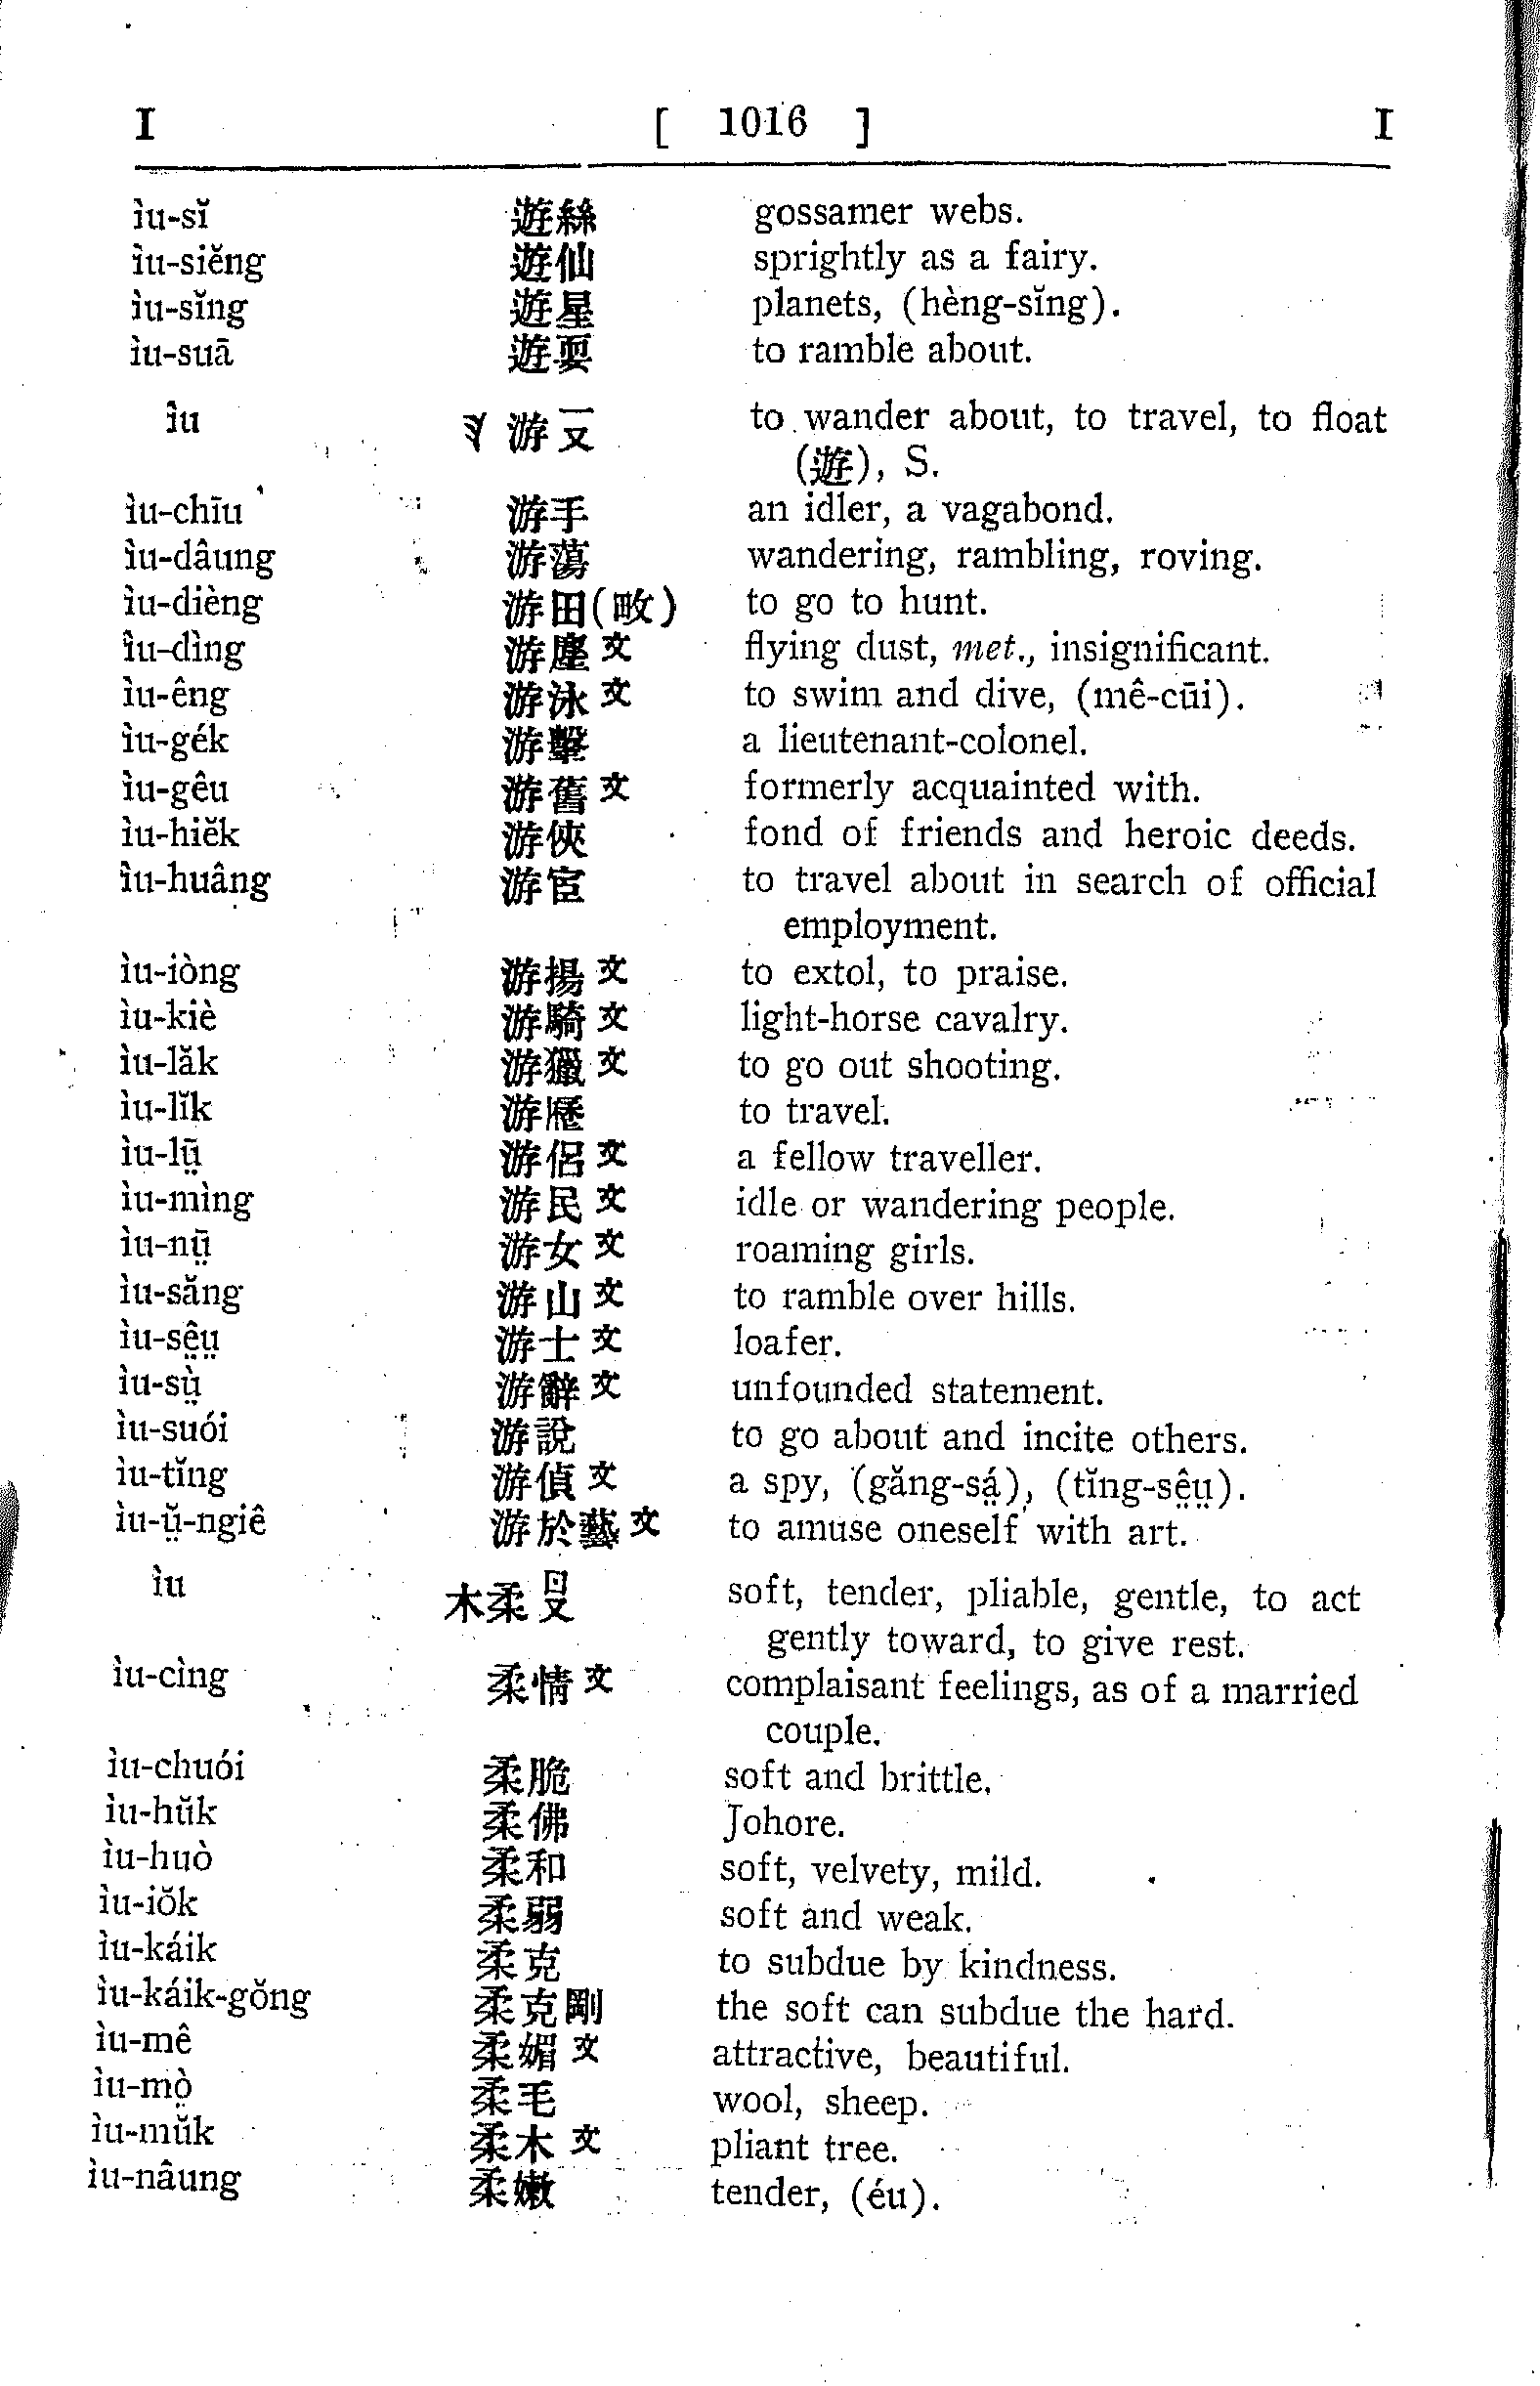 I [ 1016 ] I
ìu-sĭ 遊絲 gossamer webs.
ìu-siĕng 遊仙 sprightly as a fairy.
ìu-sĭng 遊星 planets, (hèng-sĭng).
ìu-suā 遊耍 to ramble about.
ìu 游 ㄧㄡ to wander about, to travel, to float
(遊), S.
ìu-chīu 游手 an idler, a vagabond.
ìu-dâung 游蕩 wandering, rambling, roving.
ìu-dièng 游田(畋) to go to hunt.
ìu-dìng 游塵文 flying dust, met., insignificant.
ìu-êng 游泳文 to swim and dive, (mê-cūi).
ìu-gék 游擊 a lieutenant-colonel.
ìu-gêu 游舊文 formerly acquainted with.
ìu-hiĕk 游俠 fond of friends and heroic deeds.
ìu-huâng 游宦 to travel about in search of official
employment.
ìu-iòng 游揚文 to extol, to praise.
ìu-kiè 游騎文 light-horse cavalry.
ìu-lăk 游獵文 to go out shooting.
ìu-lĭk 游歷 to travel.
ìu-lṳ̄ 游侶文 a fellow traveller.
ìu-mìng 游民文 idle or wandering people.
ìu-nṳ̄ 游女文 roaming girls.
ìu-săng 游山文 to ramble over hills.
ìu-sê̤ṳ 游士文 loafer.
ìu-sṳ̀ 游辭文 unfounded statement.
ìu-suói 游說 to go about and incite others.
ìu-tĭng 游偵文 a spy, (găng-sá̤), (tĭng-sê̤ṳ).
ìu-ṳ̆-ngiê 游於藝文 to amuse oneself with art.
ìu 木柔 ㄖㄡ soft, tender, pliable, gentle, to act
gently toward, to give rest.
ìu-cìng 柔情文 complaisant feelings, as of a married
couple.
ìu-chuói 柔脆 soft and brittle.
ìu-hŭk 柔佛 Johore.
ìu-huò 柔和 soft, velvety, mild.
ìu-iŏk 柔弱 soft and weak.
ìu-káik 柔克 to subdue by kindness.
ìu-káik-gŏng 柔克剛 the soft can subdue the hard.
ìu-mê 柔媚文 attractive, beautiful.
ìu-mò̤ 柔毛 wool, sheep.
ìu-mŭk 柔木文 pliant tree.
ìu-nâung 柔嫩 tender, (éu).